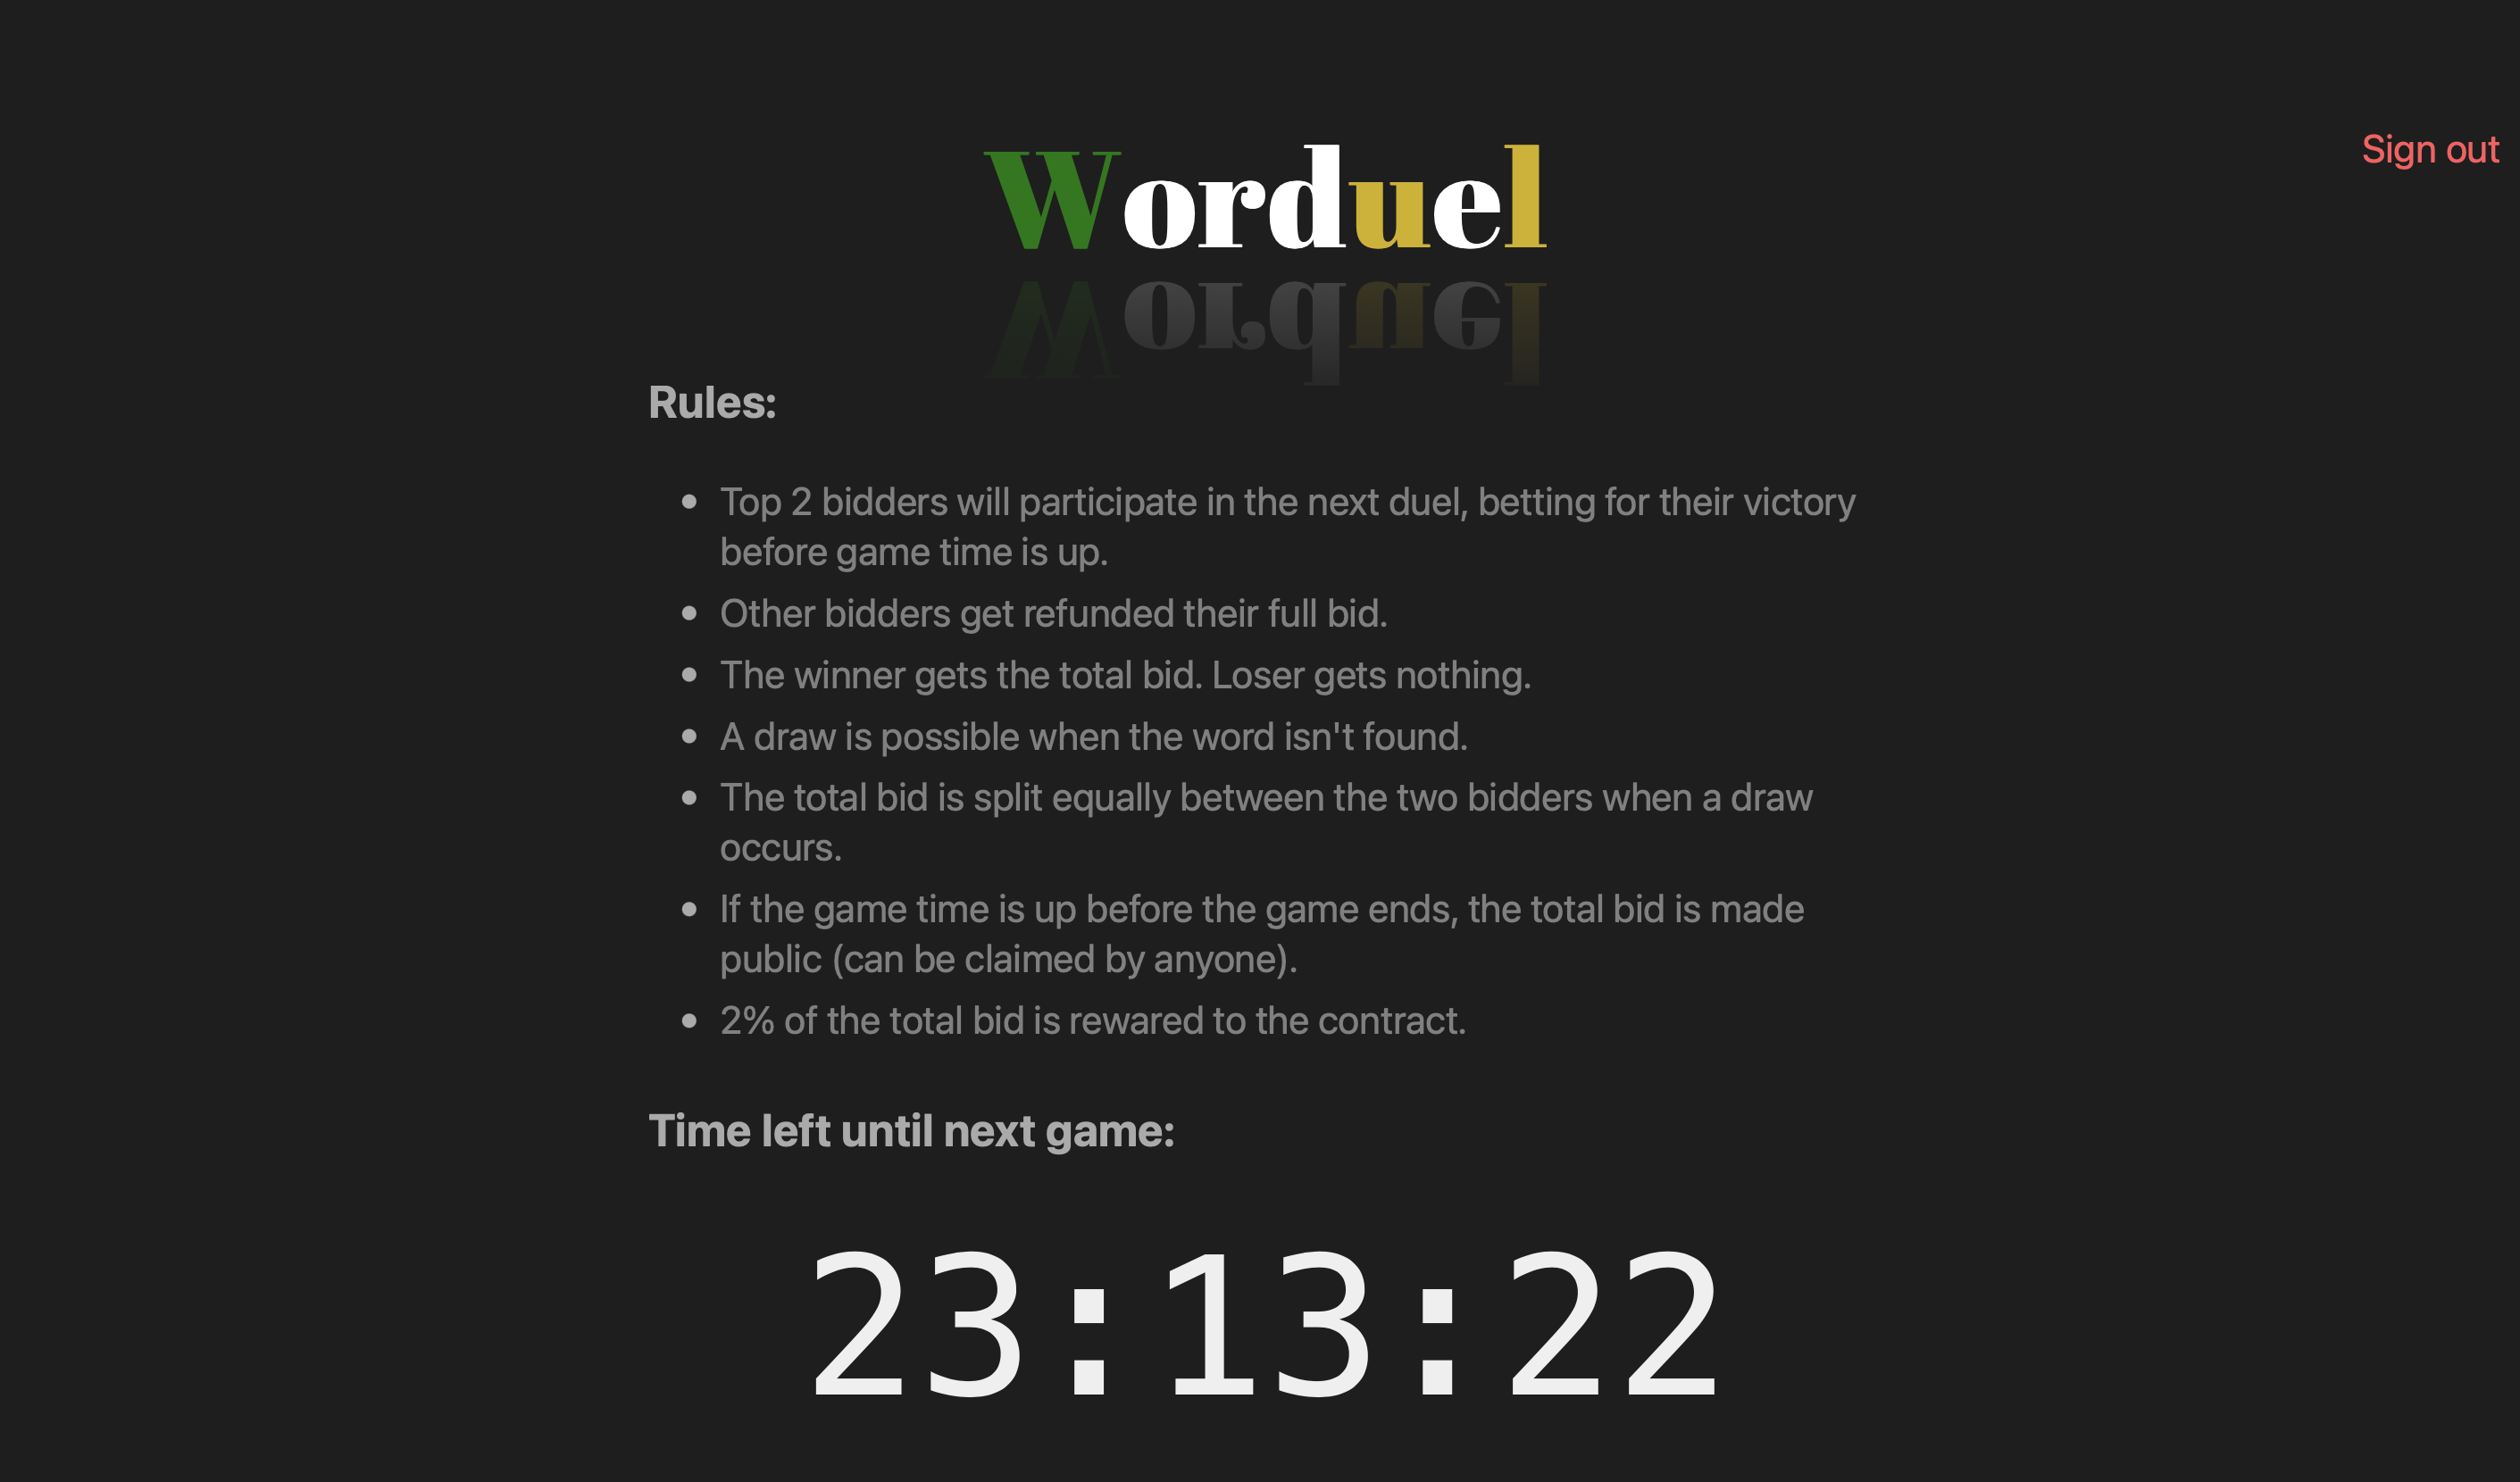 Sign out
Worduel
Rules:
Top 2 bidders will participate in the next duel, betting for their victory
before game time is up.
Other bidders get refunded their full bid.
The winner gets the total bid. Loser gets nothing.
A draw is possible when the word isn't found.
The total bid is split equally between the two bidders when a draw
occurs.
If the game time is up before the game ends, the total bid is made
public (can be claimed by anyone).
2% of the total bid is rewared to the contract.
Time left until next game:
23:13:22